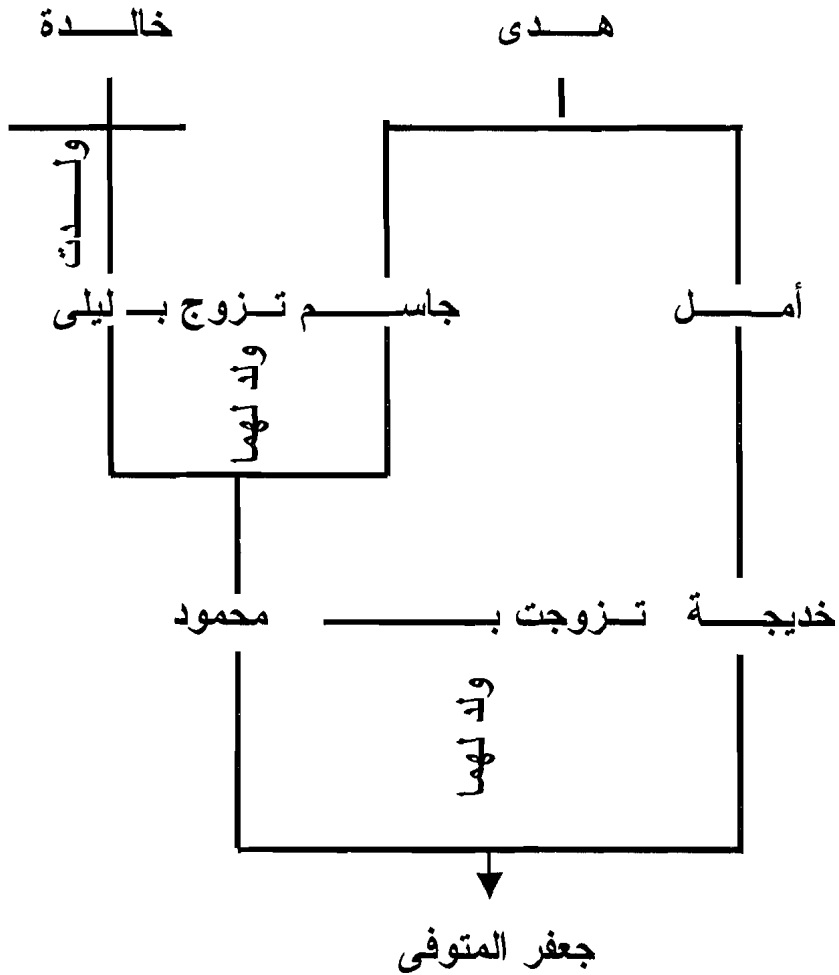 هدى خالدة
ولدت
أمل جاسم تزوج بـ ليلى
ولد لهما
خديجة تزوجت بـ محمود
ولد لهما
جعفر المتوفى